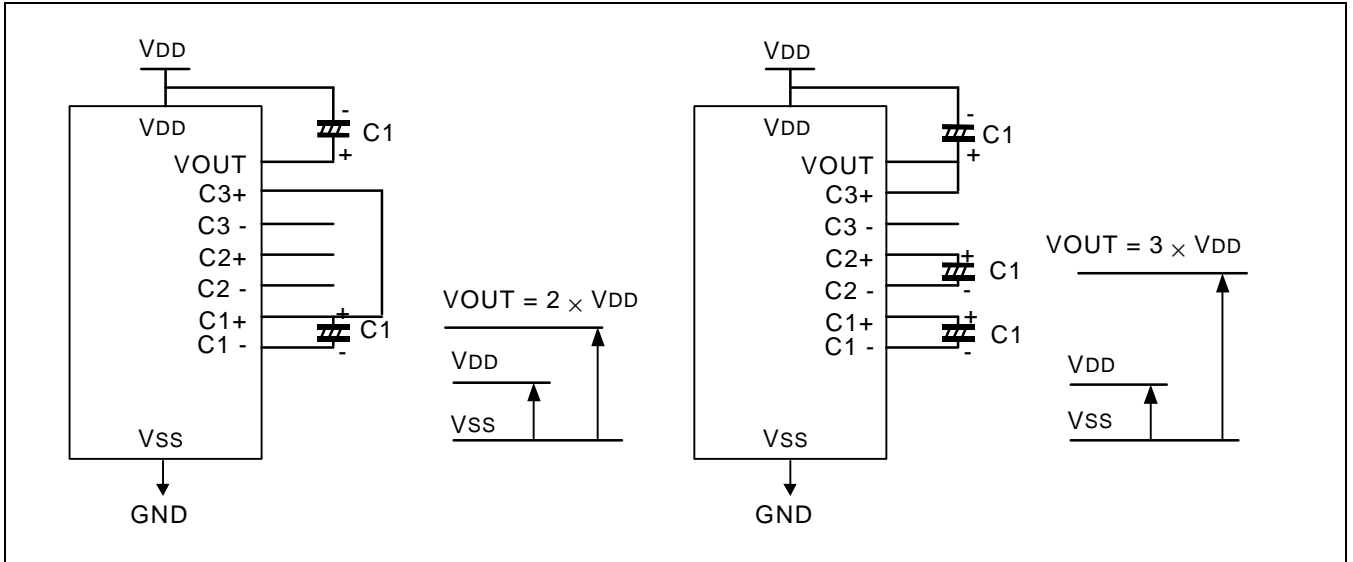 VDD
VDD
-
C1
+
VOUT
C3+
C3 -
C2+
C2 -
C1+
C1 -
+
C1
-
VSS
GND
VOUT = 2 × VDD
VDD
VSS
VDD
VDD
-
C1
+
VOUT
C3+
C3 -
C2+
C2 -
C1+
C1 -
+
C1
-
+
C1
-
VSS
GND
VOUT = 3 × VDD
VDD
VSS